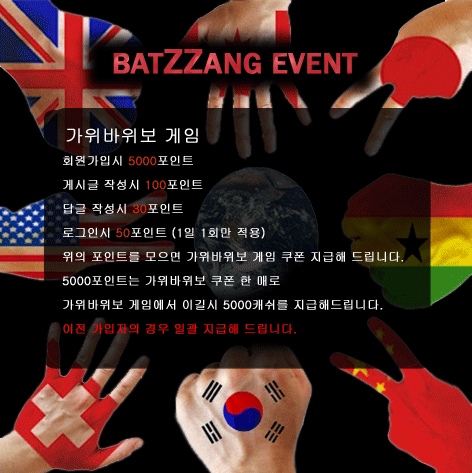 BATZZANG EVENT
가위바위보 게임
회원가입시 5000포인트
게시글 작성시 100포인트
답글 작성시 30포인트
로그인시 50포인트 (1일 1회만 적용)
위의 포인트를 모으면 가위바위보 게임 쿠폰 지급해 드립니다.
5000포인트는 가위바위보 쿠폰 한 매로
가위바위보 게임에서 이길시 5000캐쉬를 지급해드립니다.
이전 가입자의 경우 일괄 지급해 드립니다.